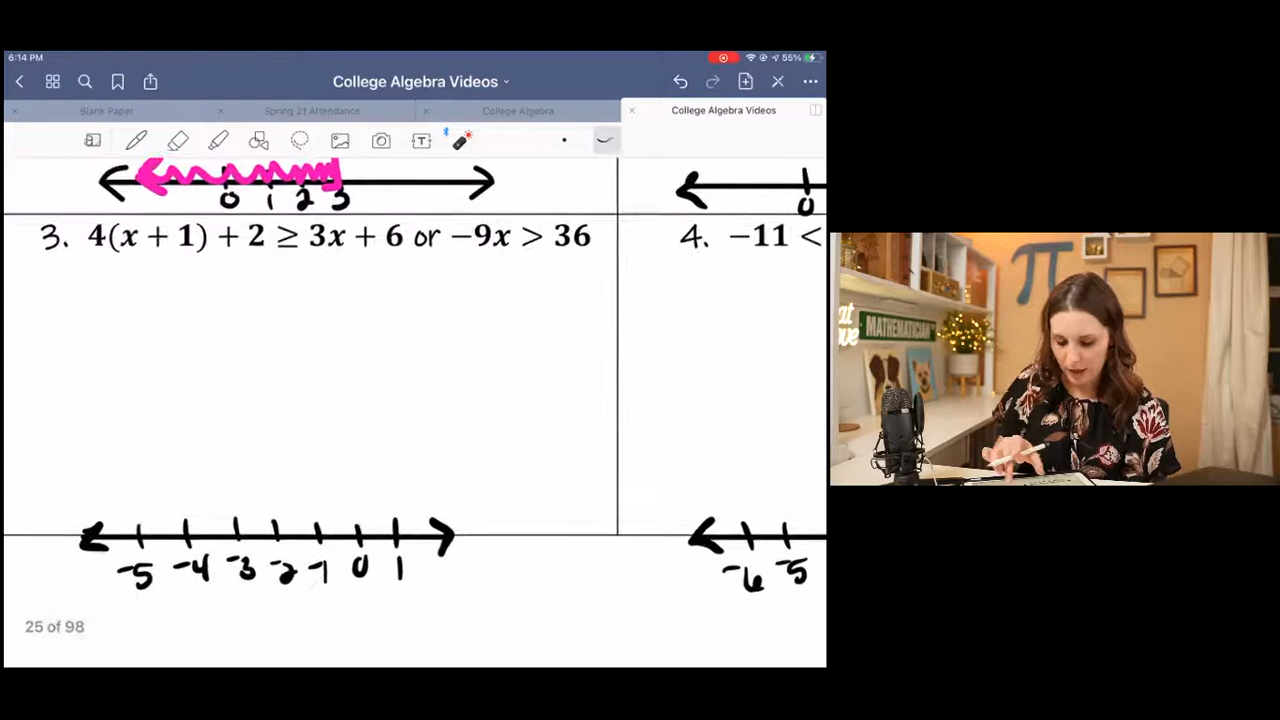 6:14 PM
55%
College Algebra Videos
Blank Paper
Spring 21 Attendance
College Algebra
College Algebra Videos
T
0 1 2 3
0
3. 4(x + 1) + 2 ≥ 3x + 6 or −9x > 36
4. −11 <
-5 -4 -3 -2 -1 0 1
-6 -5
25 of 98
MATHEMATICIAN
π